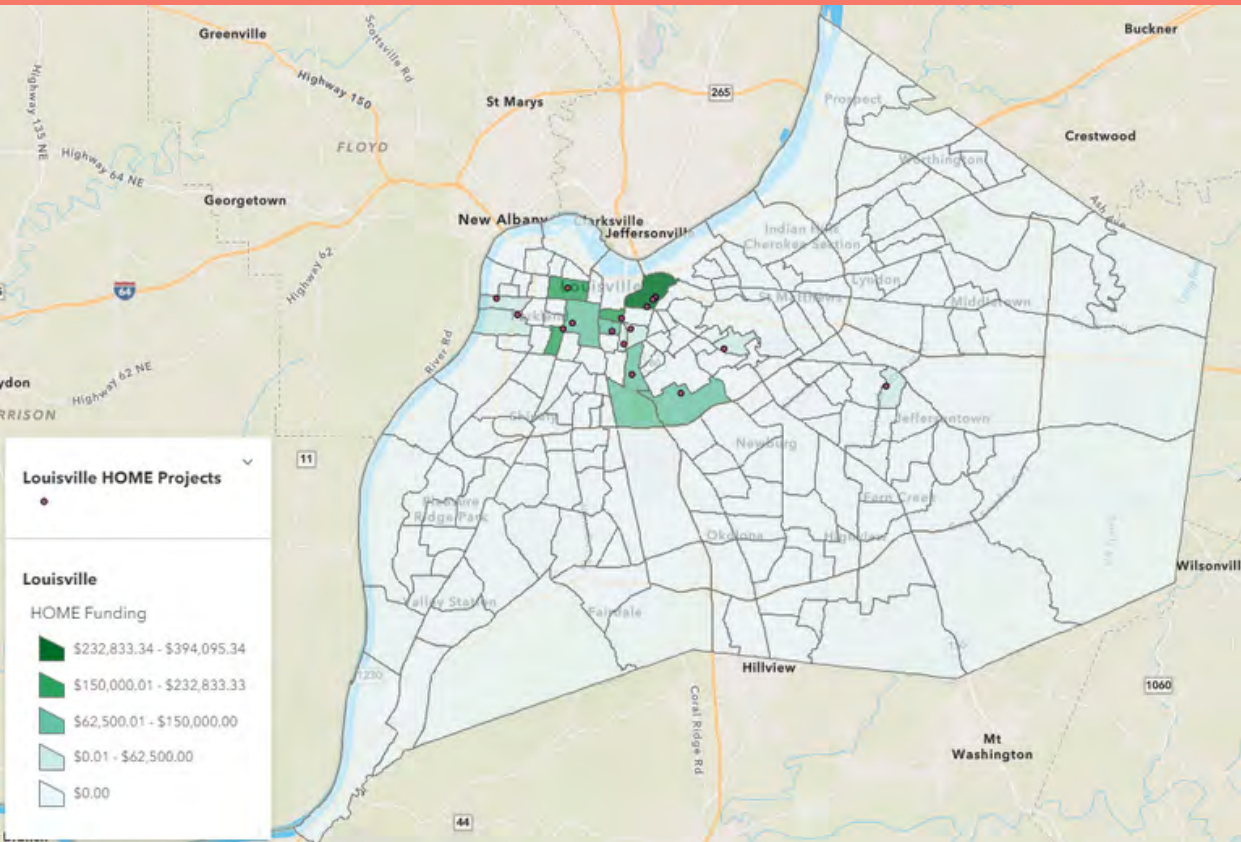 Greenville
Buckner
Scottsville Rd
Highway 150
Highway 135 NE
St Marys
265
Prospect
FLOYD
Crestwood
Highway 64 NE
Worthington
Georgetown
Ash Ave
New Albany
Clarksville
Jeffersonville
Indian Hills
Cherokee Section
Highway 62
64
Louisville
Lyndon
St Matthews
Middletown
River Rd
ydon
Highway 62 NE
RRISON
Shively
Jeffersontown
Newburg
11
Pleasure
Ridge Park
Fern Creek
Okolona
Highview
Wilsonvill
Valley Station
Fairdale
Hillview
1230
1060
Coral Ridge Rd
Mt
Washington
44
Louisville HOME Projects
Louisville
HOME Funding
$232,833.34 - $394,095.34
$150,000.01 - $232,833.33
$62,500.01 - $150,000.00
$0.01 - $62,500.00
$0.00